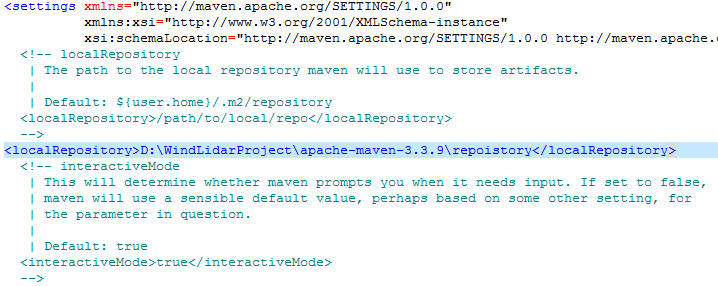 <settings xmlns="http://maven.apache.org/SETTINGS/1.0.0"
xmlns:xsi="http://www.w3.org/2001/XMLSchema-instance"
xsi:schemaLocation="http://maven.apache.org/SETTINGS/1.0.0 http://maven.apache.
<!-- localRepository
| The path to the local repository maven will use to store artifacts.
|
| Default: ${user.home}/.m2/repository
<localRepository>/path/to/local/repo</localRepository>
-->
<localRepository>D:\WindLidarProject\apache-maven-3.3.9\repoistory</localRepository>
<!-- interactiveMode
| This will determine whether maven prompts you when it needs input. If set to false,
| maven will use a sensible default value, perhaps based on some other setting, for
| the parameter in question.
|
| Default: true
<interactiveMode>true</interactiveMode>
-->